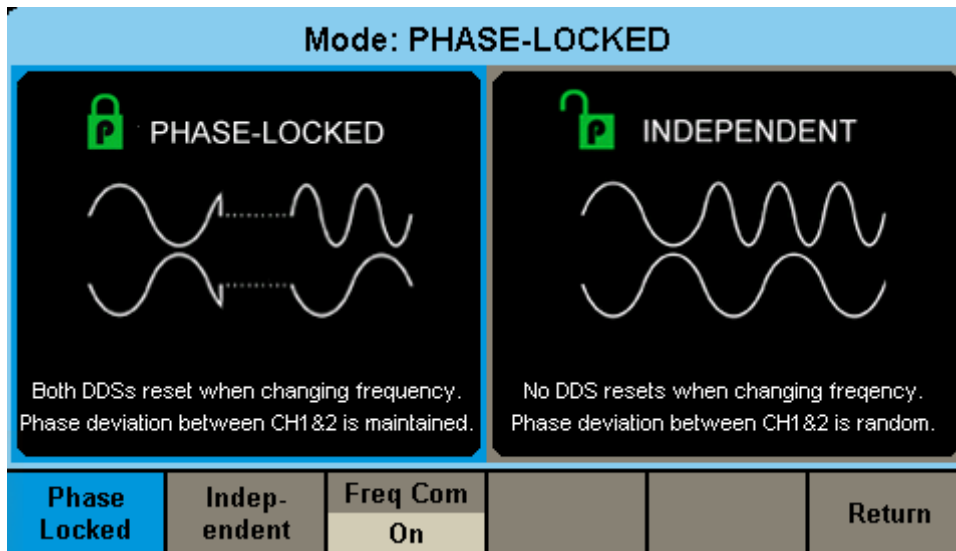 Mode: PHASE-LOCKED
P PHASE-LOCKED
Both DDSs reset when changing frequency.
Phase deviation between CH1&2 is maintained.
P INDEPENDENT
No DDS resets when changing freqency.
Phase deviation between CH1&2 is random.
Phase
Locked
Indep-
endent
Freq Com
On
Return